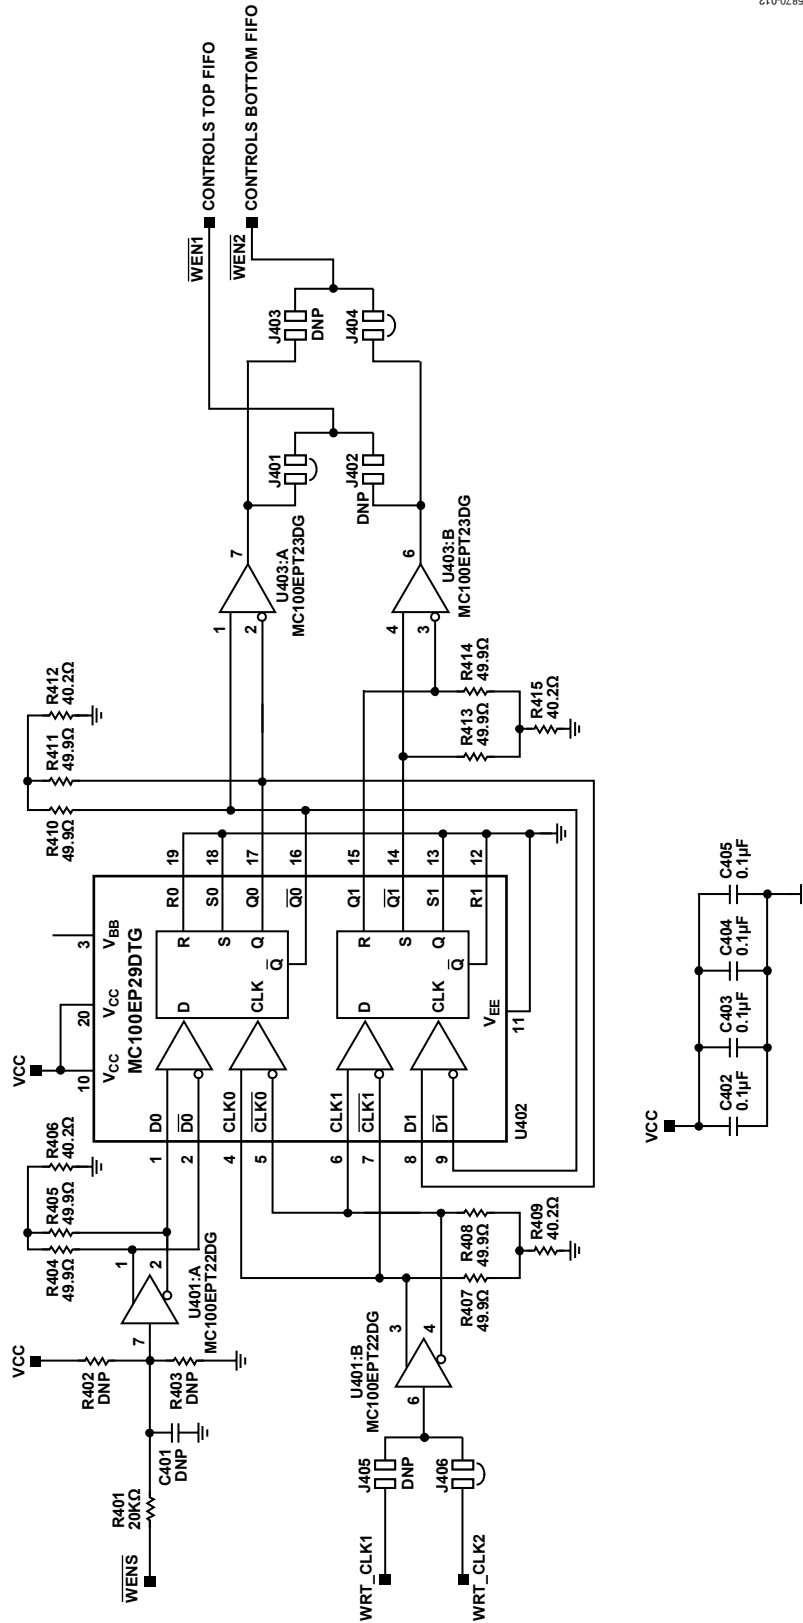 WENS
R401
20KΩ
C401
DNP
VCC
R402
DNP
R403
DNP
7
1
2
U401:A
MC100EPT22DG
R404
49.9Ω
R405
49.9Ω
R406
40.2Ω
WRT_CLK1
WRT_CLK2
J405
DNP
J406
6
3
4
U401:B
MC100EPT22DG
R407
49.9Ω
R408
49.9Ω
R409
40.2Ω
VCC
10
20
3
VCC
VCC
VBB
MC100EP29DTG
1
2
4
5
6
7
8
9
D0
D0
CLK0
CLK0
CLK1
CLK1
D1
D1
U402
D
CLK
R
S
Q
Q
D
CLK
R
S
Q
Q
VEE
11
R0
S0
Q0
Q0
Q1
Q1
S1
R1
19
18
17
16
15
14
13
12
R410
49.9Ω
R411
49.9Ω
R412
40.2Ω
R413
49.9Ω
R414
49.9Ω
R415
40.2Ω
1
2
7
U403:A
MC100EPT23DG
4
3
6
U403:B
MC100EPT23DG
J401
J402
DNP
J403
DNP
J404
WEN1
CONTROLS TOP FIFO
WEN2
CONTROLS BOTTOM FIFO
VCC
C402
0.1µF
C403
0.1µF
C404
0.1µF
C405
0.1µF